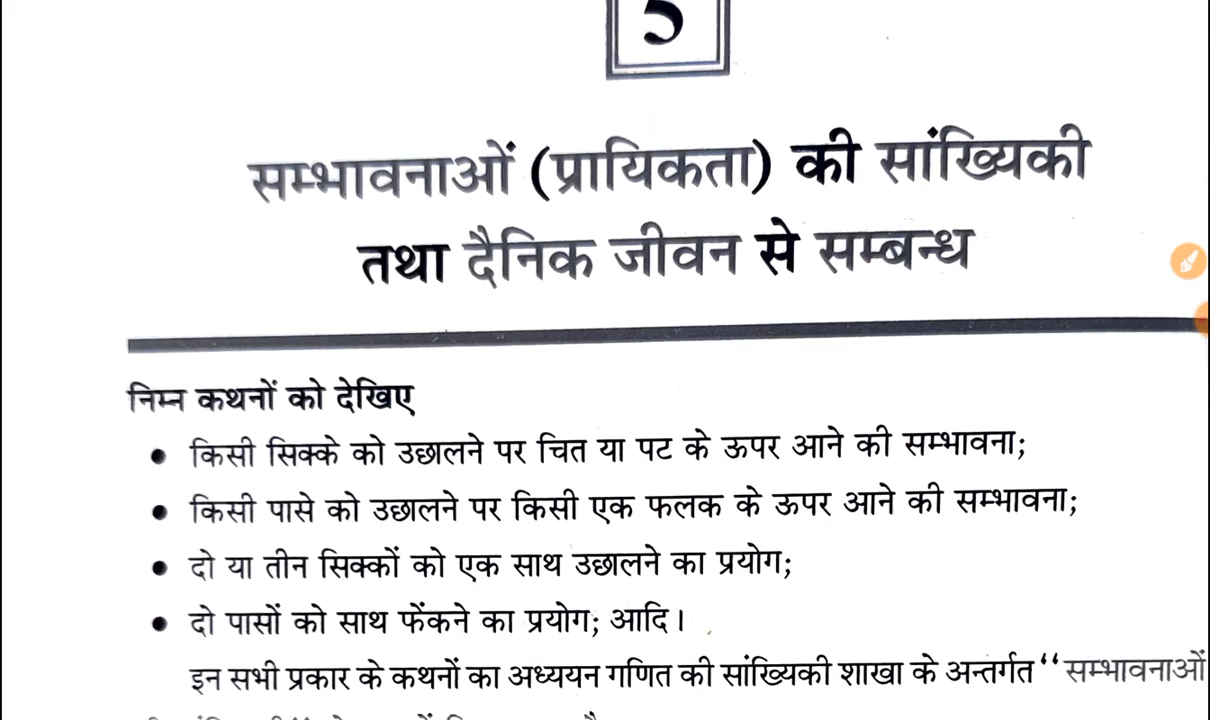 5
सम्भावनाओं (प्रायिकता) की सांख्यिकी
तथा दैनिक जीवन से सम्बन्ध
निम्न कथनों को देखिए
• किसी सिक्के को उछालने पर चित या पट के ऊपर आने की सम्भावना;
• किसी पासे को उछालने पर किसी एक फलक के ऊपर आने की सम्भावना;
• दो या तीन सिक्कों को एक साथ उछालने का प्रयोग;
• दो पासों को साथ फेंकने का प्रयोग; आदि।
इन सभी प्रकार के कथनों का अध्ययन गणित की सांख्यिकी शाखा के अन्तर्गत ‘‘सम्भावनाओं